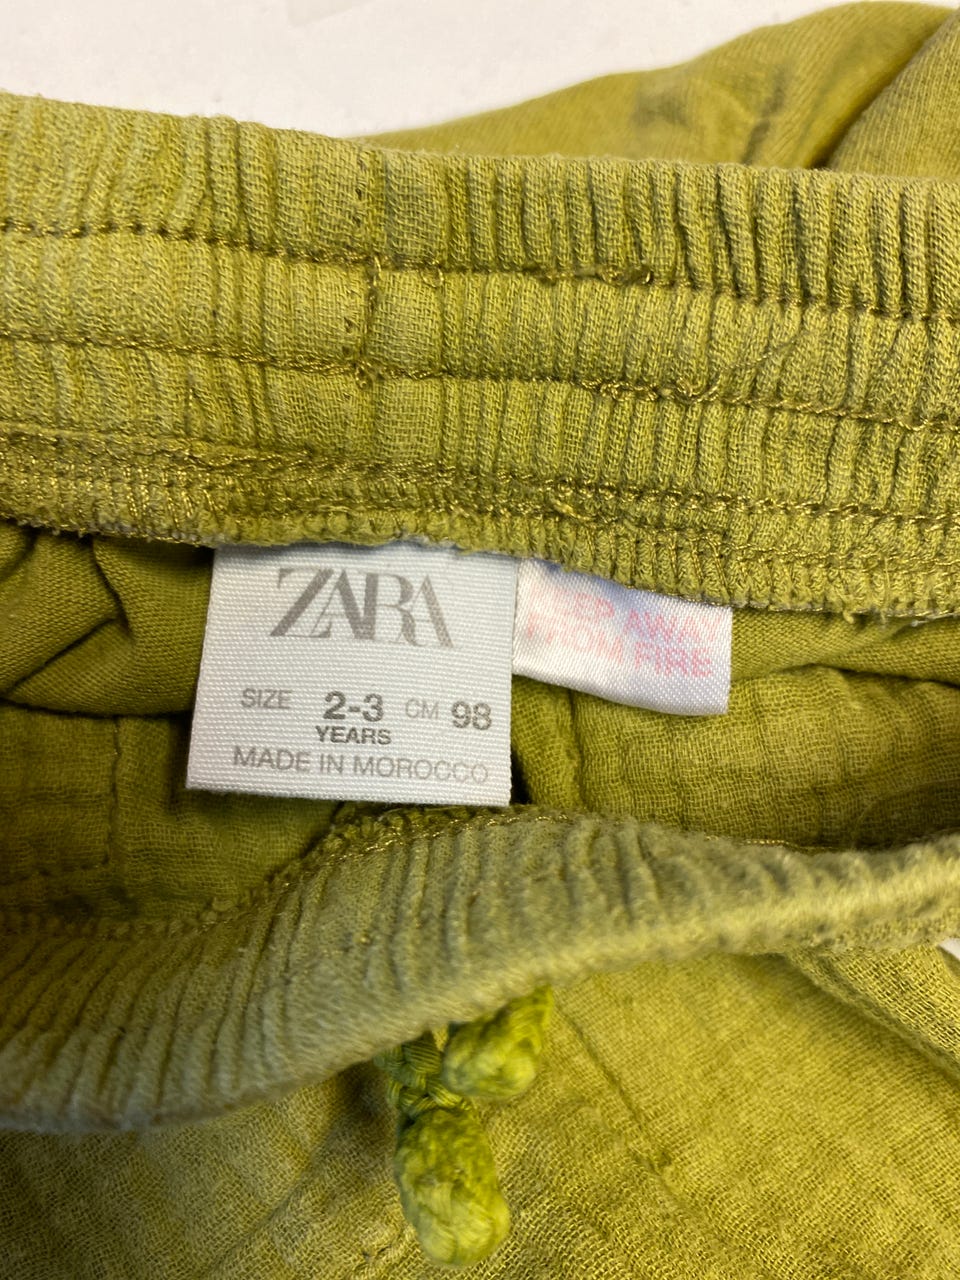 ZARA
SIZE 2-3 CM 98
YEARS
MADE IN MOROCCO
KEEP AWAY
FROM FIRE